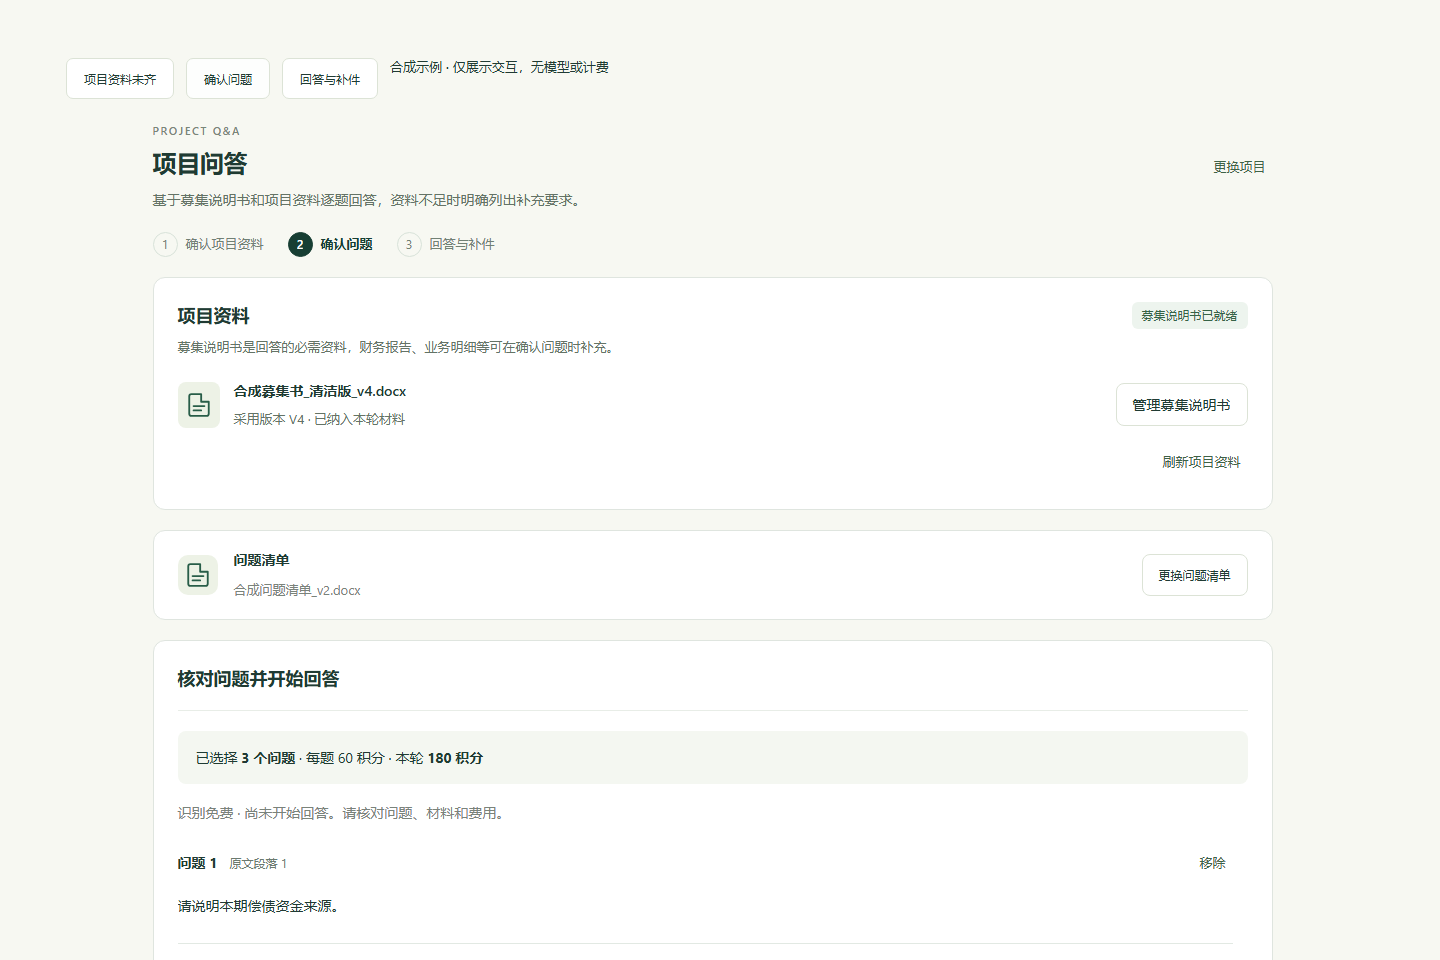 项目资料未齐
确认问题
回答与补件
合成示例 · 仅展示交互，无模型或计费
PROJECT Q&A
项目问答
更换项目
基于募集说明书和项目资料逐题回答，资料不足时明确列出补充要求。
1 确认项目资料
2 确认问题
3 回答与补件
项目资料
募集说明书已就绪
募集说明书是回答的必需资料，财务报告、业务明细等可在确认问题时补充。
合成募集书_清洁版_v4.docx
采用版本 V4 · 已纳入本轮材料
管理募集说明书
刷新项目资料
问题清单
合成问题清单_v2.docx
更换问题清单
核对问题并开始回答
已选择 3 个问题 · 每题 60 积分 · 本轮 180 积分
识别免费 · 尚未开始回答。请核对问题、材料和费用。
问题 1 原文段落 1
移除
请说明本期偿债资金来源。